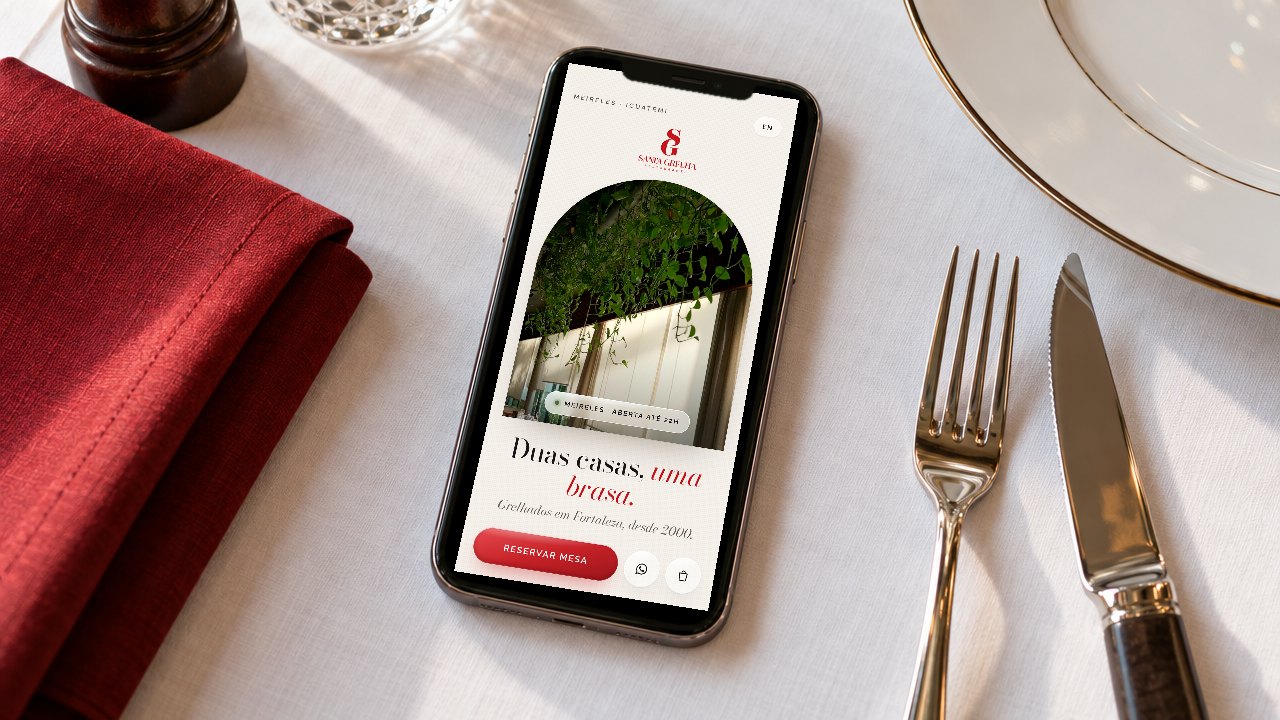 MEIRELES · IGUATEMI
EN
SG
SANTA GRELHA
MEIRELES · ABERTA ATÉ 22H
Duas casas, uma
brasa.
Grelhados em Fortaleza, desde 2000.
RESERVAR MESA